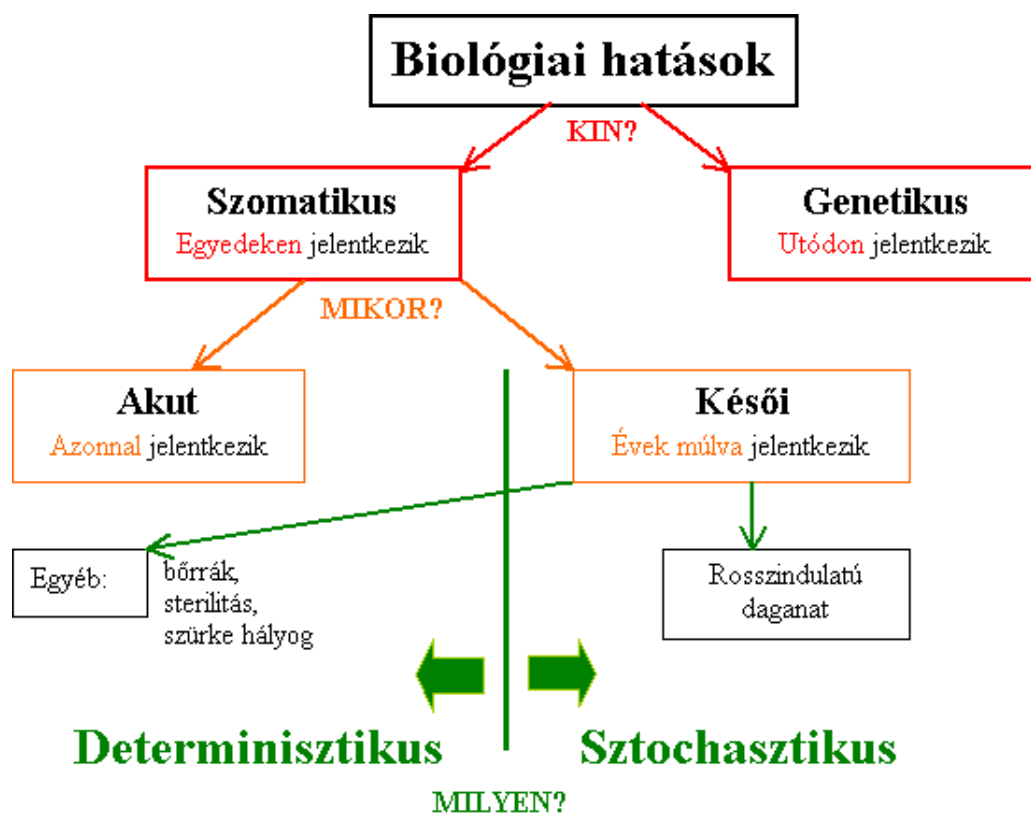 Biológiai hatások
KIN?
Szomatikus
Egyedeken jelentkezik
Genetikus
Utódon jelentkezik
MIKOR?
Akut
Azonnal jelentkezik
Késői
Évek múlva jelentkezik
Egyéb:
bőrrák,
sterilitás,
szürke hályog
Rosszindulatú
daganat
Determinisztikus
Sztochasztikus
MILYEN?